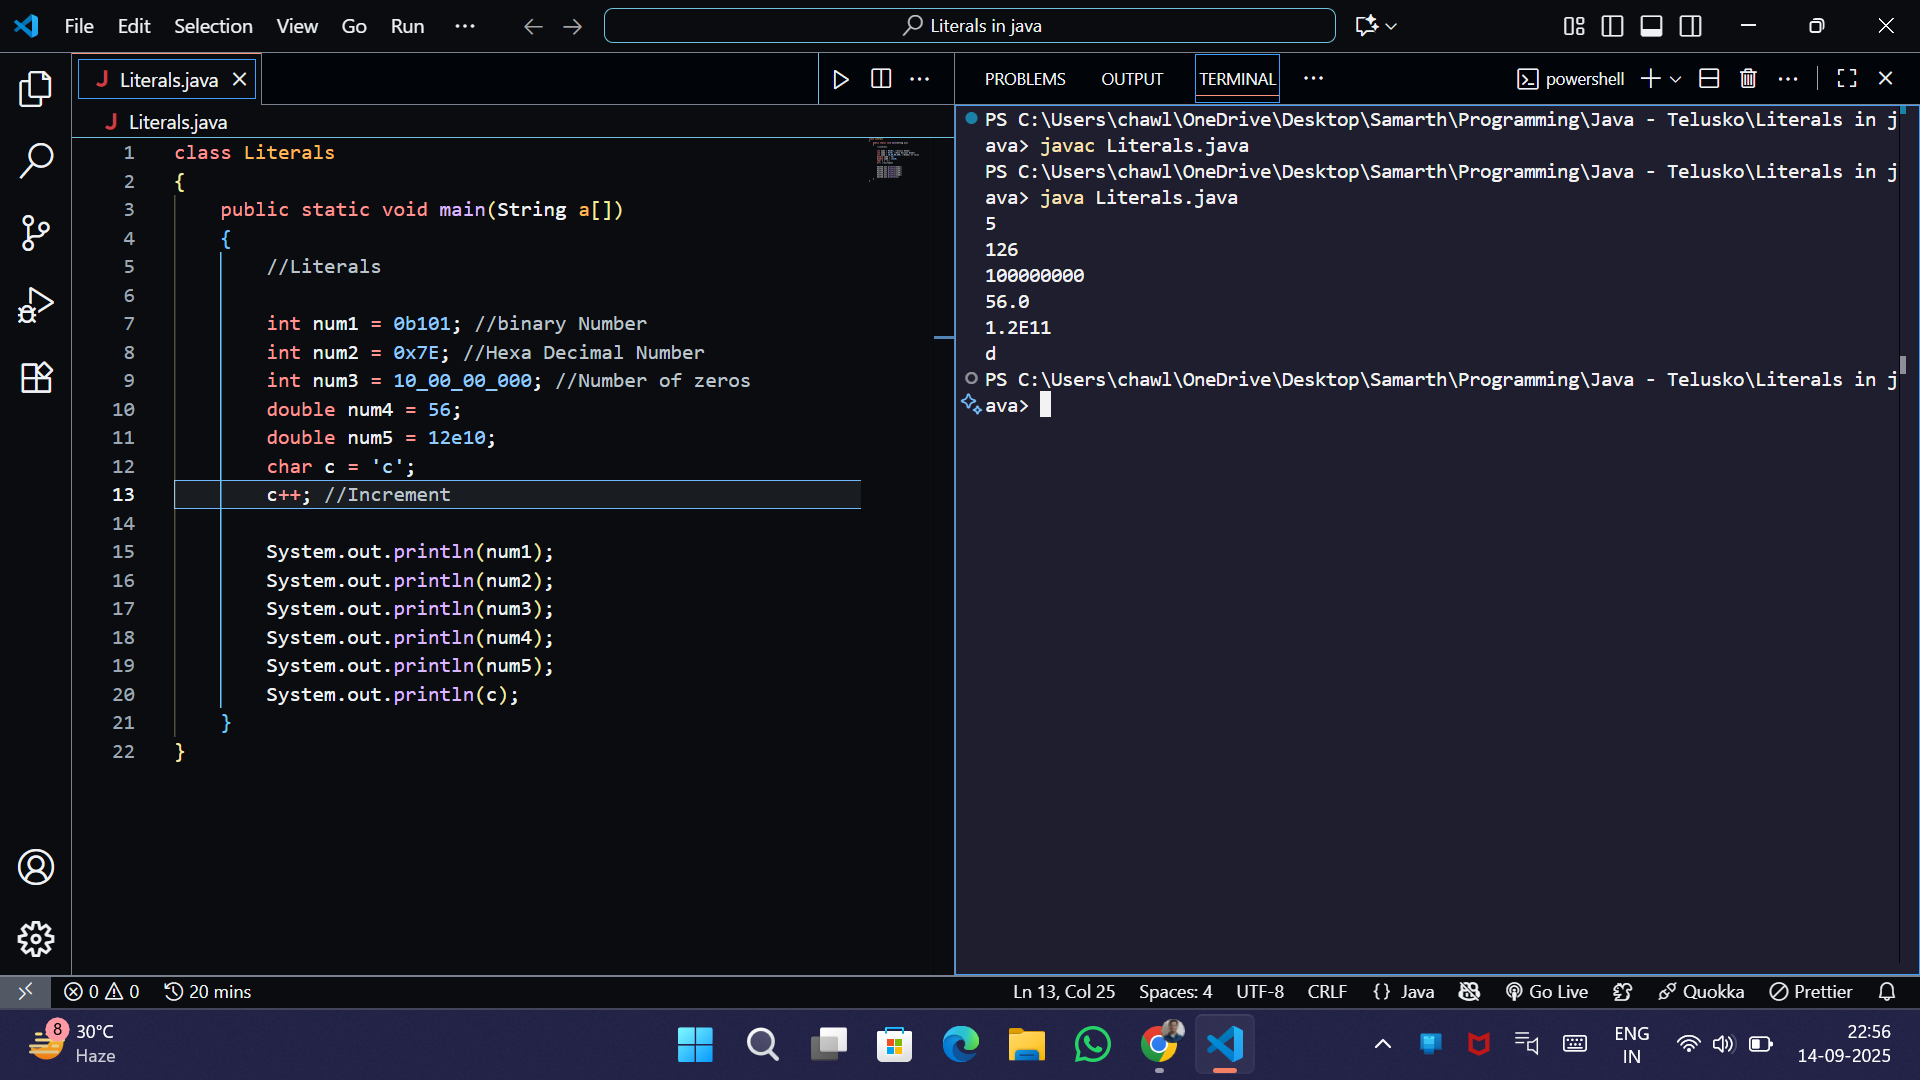 File Edit Selection View Go Run ··· Literals in java
Literals.java
PROBLEMS OUTPUT TERMINAL ··· powershell
Literals.java
1 class Literals
2 {
3 public static void main(String a[])
4 {
5 //Literals
6
7 int num1 = 0b101; //binary Number
8 int num2 = 0x7E; //Hexa Decimal Number
9 int num3 = 10_00_00_000; //Number of zeros
10 double num4 = 56;
11 double num5 = 12e10;
12 char c = 'c';
13 c++; //Increment
14
15 System.out.println(num1);
16 System.out.println(num2);
17 System.out.println(num3);
18 System.out.println(num4);
19 System.out.println(num5);
20 System.out.println(c);
21 }
22 }
PS C:\Users\chawl\OneDrive\Desktop\Samarth\Programming\Java - Telusko\Literals in j
ava> javac Literals.java
PS C:\Users\chawl\OneDrive\Desktop\Samarth\Programming\Java - Telusko\Literals in j
ava> java Literals.java
5
126
100000000
56.0
1.2E11
d
PS C:\Users\chawl\OneDrive\Desktop\Samarth\Programming\Java - Telusko\Literals in j
ava>
0 0 20 mins Ln 13, Col 25 Spaces: 4 UTF-8 CRLF {} Java Go Live Quokka Prettier
8 30°C
Haze
ENG
IN
22:56
14-09-2025